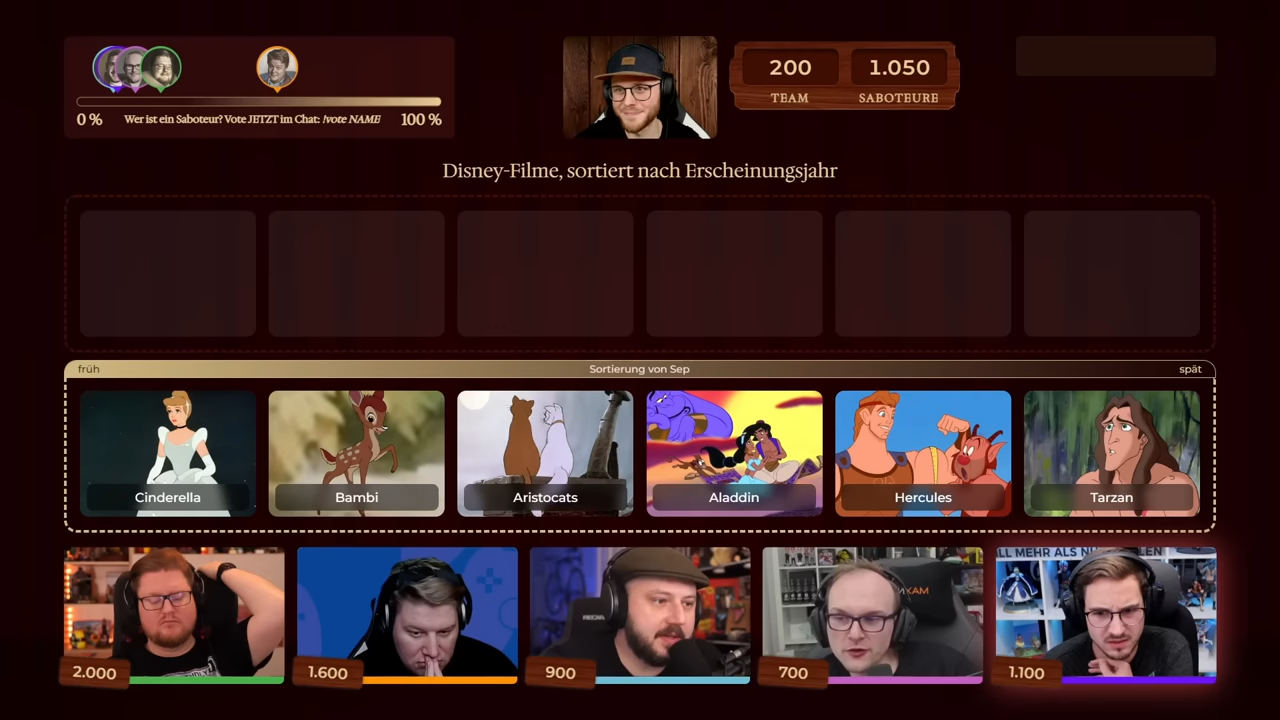 200
1.050
TEAM
SABOTEURE
0 %
Wer ist ein Saboteur? Vote JETZT im Chat: !vote NAME
100 %
Disney-Filme, sortiert nach Erscheinungsjahr
früh
Sortierung von Sep
spät
Cinderella
Bambi
Aristocats
Aladdin
Hercules
Tarzan
2.000
1.600
900
700
1.100